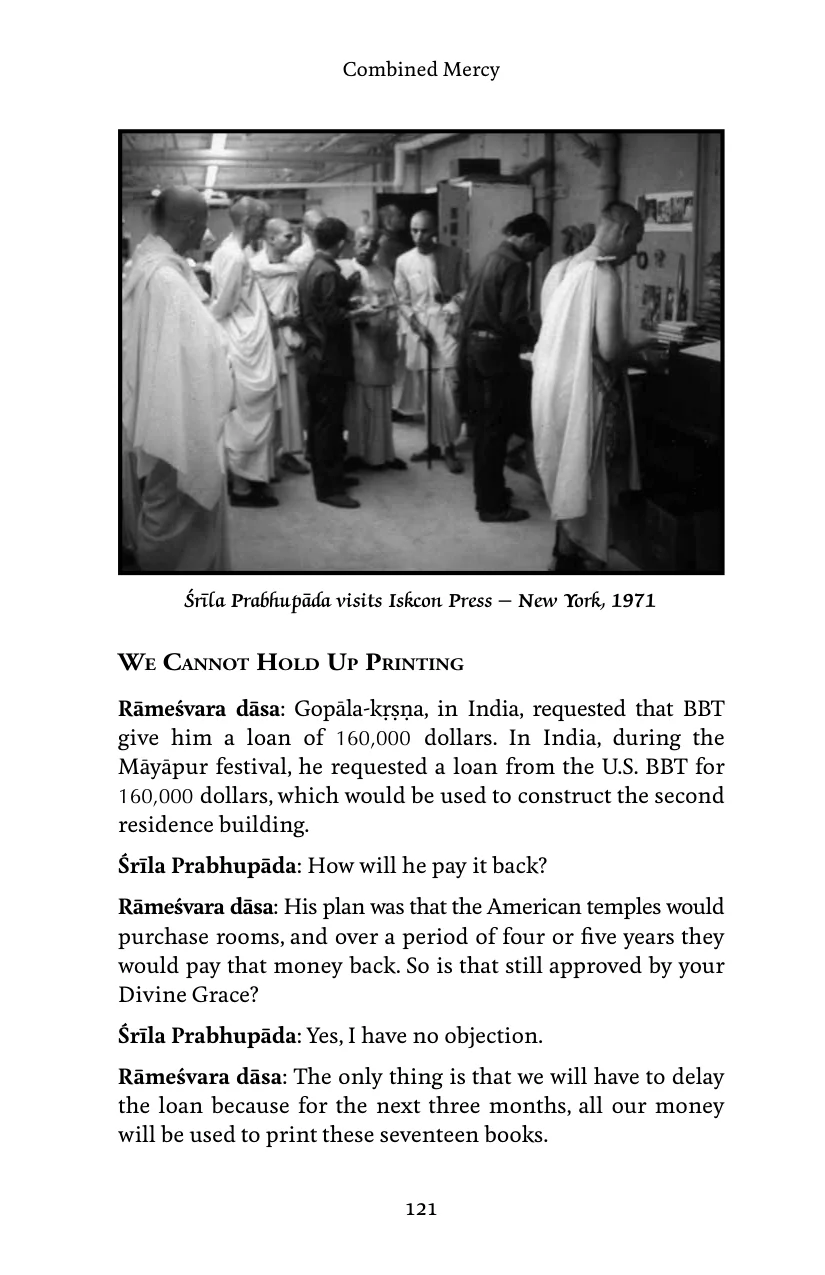 Combined Mercy
Śrīla Prabhupāda visits Iskcon Press – New York, 1971
We Cannot Hold Up Printing
Rāmeśvara dāsa: Gopāla-kṛṣṇa, in India, requested that BBT
give him a loan of 160,000 dollars. In India, during the
Māyāpur festival, he requested a loan from the U.S. BBT for
160,000 dollars, which would be used to construct the second
residence building.
Śrīla Prabhupāda: How will he pay it back?
Rāmeśvara dāsa: His plan was that the American temples would
purchase rooms, and over a period of four or five years they
would pay that money back. So is that still approved by your
Divine Grace?
Śrīla Prabhupāda: Yes, I have no objection.
Rāmeśvara dāsa: The only thing is that we will have to delay
the loan because for the next three months, all our money
will be used to print these seventeen books.
121